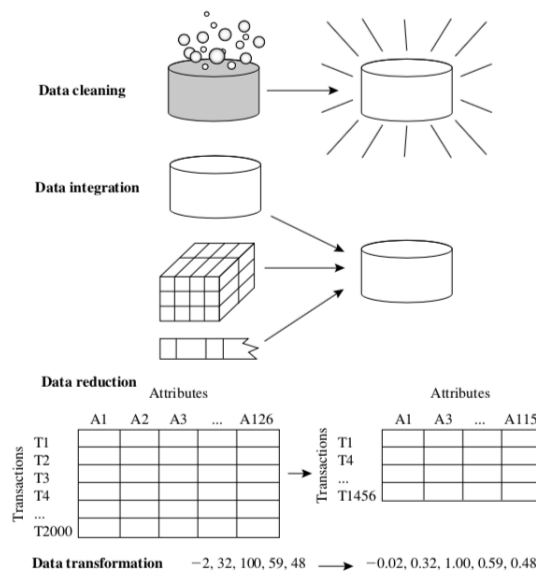 Data cleaning
Data integration
Data reduction
Attributes
A1 A2 A3 ... A126
Transactions
T1
T2
T3
T4
...
T2000
Attributes
A1 A3 ... A115
Transactions
T1
T4
...
T1456
Data transformation −2, 32, 100, 59, 48 −0.02, 0.32, 1.00, 0.59, 0.48